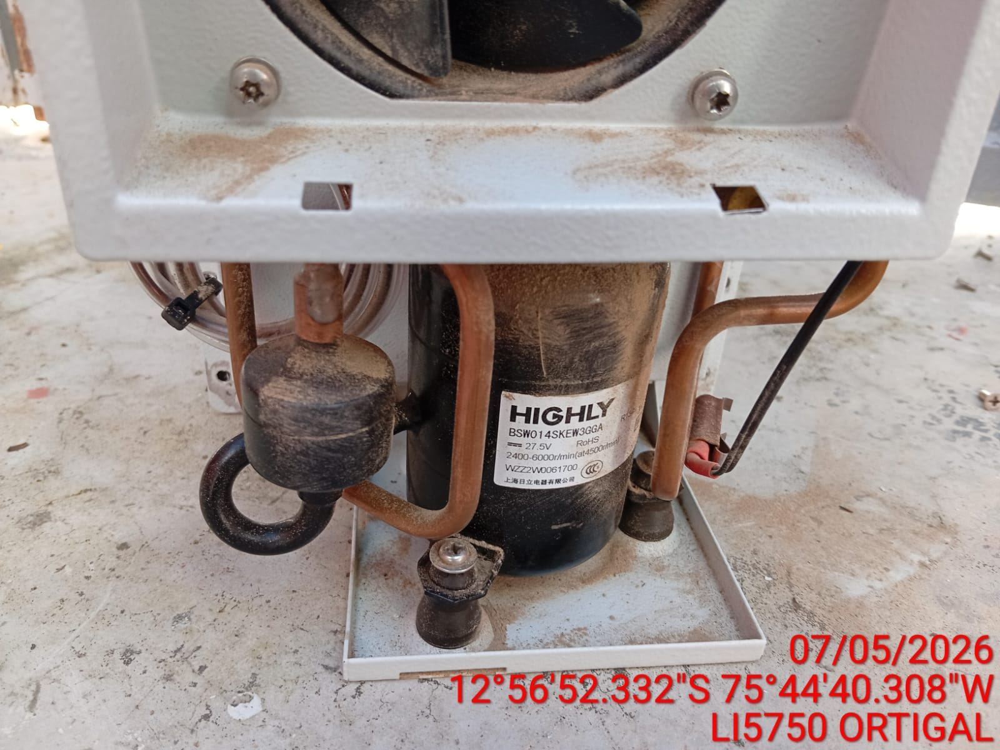 HIGHLY
BSW014SKEW3GGA
27.5V RoHS
2400-6000r/min(at4500r/min)
WZZ2W0061700 CCC
上海日立电器有限公司
07/05/2026
12°56'52.332"S 75°44'40.308"W
LI5750 ORTIGAL